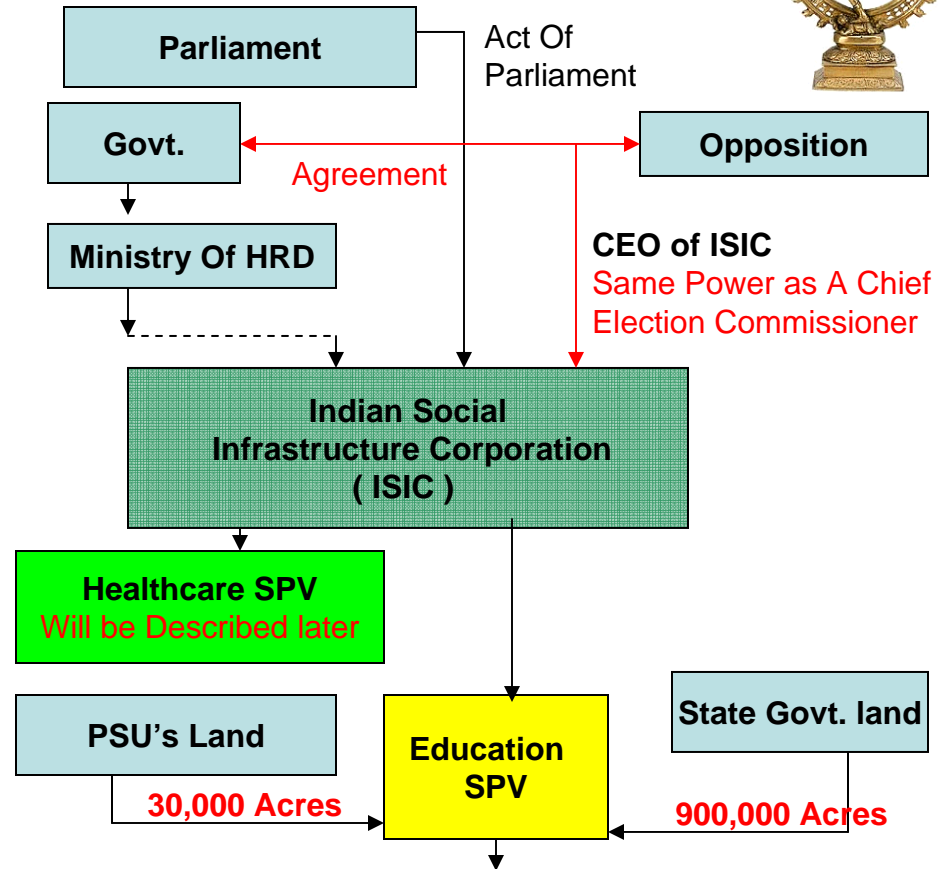 Parliament
Act Of
Parliament
Govt.
Agreement
Opposition
Ministry Of HRD
CEO of ISIC
Same Power as A Chief
Election Commissioner
Indian Social
Infrastructure Corporation
( ISIC )
Healthcare SPV
Will be Described later
PSU's Land
Education
SPV
State Govt. land
30,000 Acres
900,000 Acres